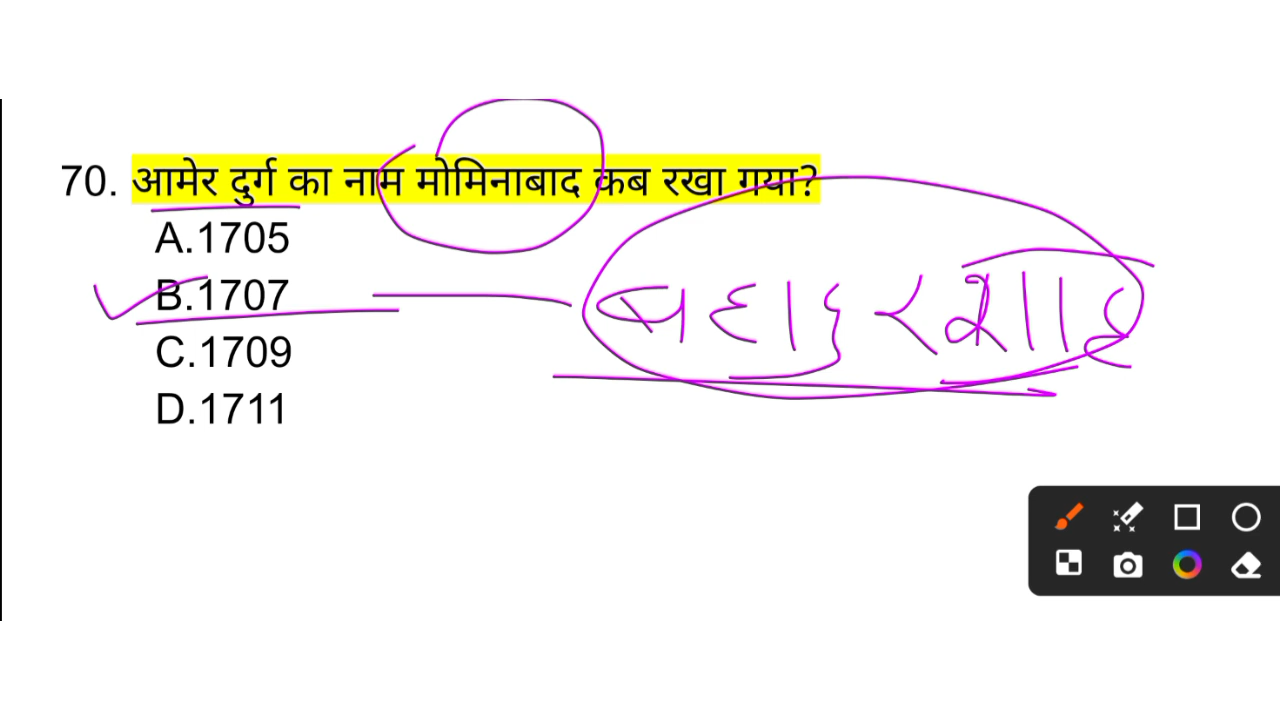 70. आमेर दुर्ग का नाम मोमिनाबाद कब रखा गया?
A.1705
B.1707
बहादुरशाह
C.1709
D.1711